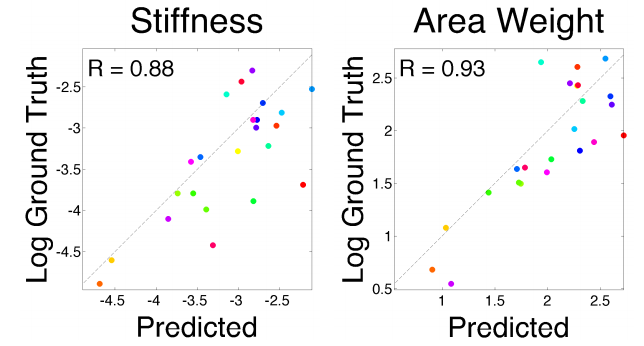 Stiffness
R = 0.88
Log Ground Truth
-2.5
-3
-3.5
-4
-4.5
-4.5
-4
-3.5
-3
-2.5
Predicted
Area Weight
R = 0.93
Log Ground Truth
2.5
2
1.5
1
0.5
1
1.5
2
2.5
Predicted